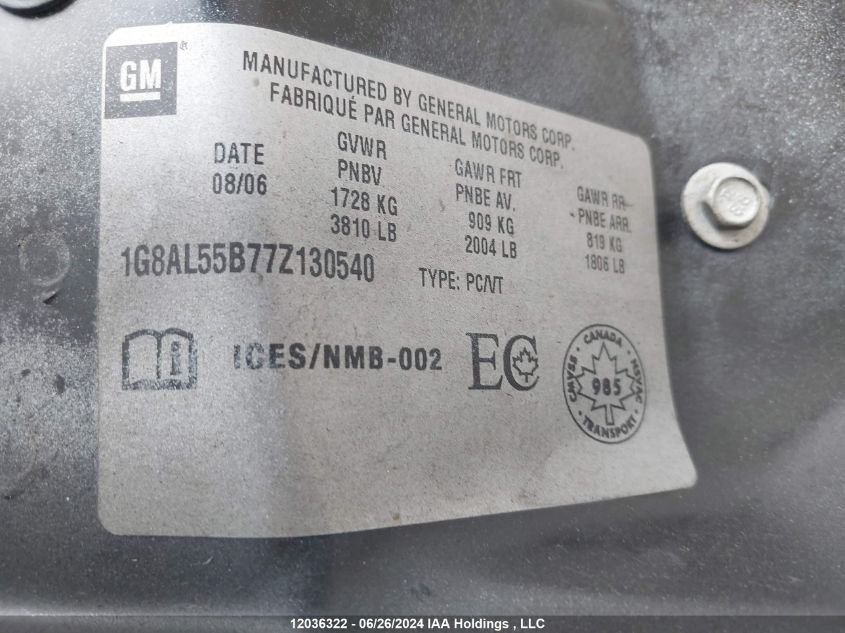 GM
MANUFACTURED BY GENERAL MOTORS CORP.
FABRIQUÉ PAR GENERAL MOTORS CORP.
DATE
08/06
GVWR
PNBV
1728 KG
3810 LB
GAWR FRT
PNBE AV.
909 KG
2004 LB
GAWR RR
PNBE ARR.
819 KG
1806 LB
1G8AL55B77Z130540
TYPE: PC/VT
i ICES/NMB-002 EC
CANADA
CMVSS 985 NSVAC
TRANSPORT
12036322 - 06/26/2024 IAA Holdings , LLC